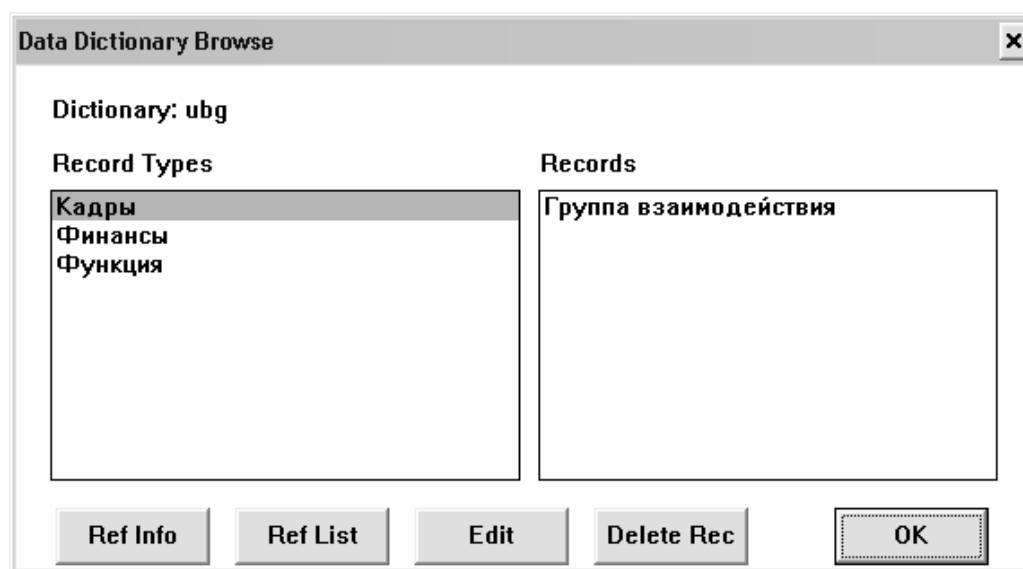 Data Dictionary Browse
Dictionary: ubg
Record Types
Records
Кадры
Финансы
Функция
Группа взаимодействия
Ref Info
Ref List
Edit
Delete Rec
OK